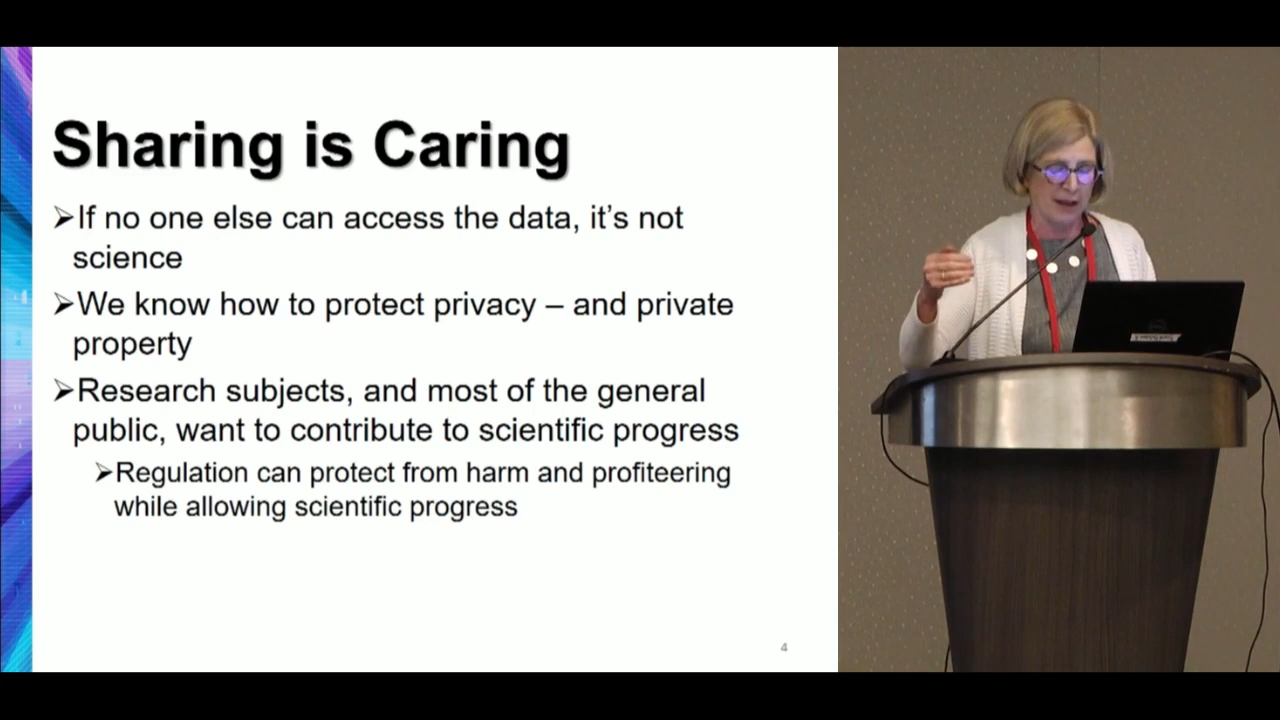 Sharing is Caring
➢If no one else can access the data, it’s not
science
➢We know how to protect privacy – and private
property
➢Research subjects, and most of the general
public, want to contribute to scientific progress
➢Regulation can protect from harm and profiteering
while allowing scientific progress
4